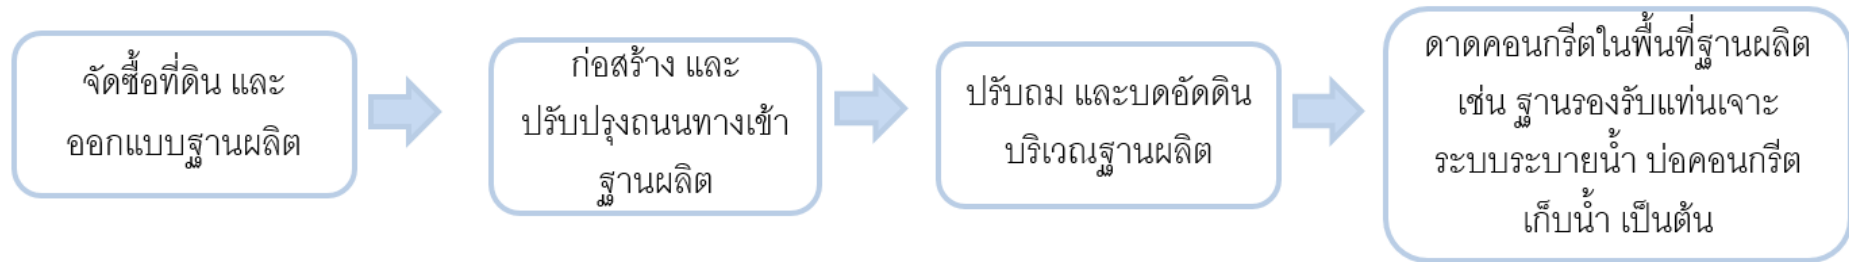 จัดซื้อที่ดิน และ
ออกแบบฐานผลิต
ก่อสร้าง และ
ปรับปรุงถนนทางเข้า
ฐานผลิต
ปรับถม และบดอัดดิน
บริเวณฐานผลิต
ดาดคอนกรีตในพื้นที่ฐานผลิต
เช่น ฐานรองรับแท่นเจาะ
ระบบระบายน้ำ บ่อคอนกรีต
เก็บน้ำ เป็นต้น